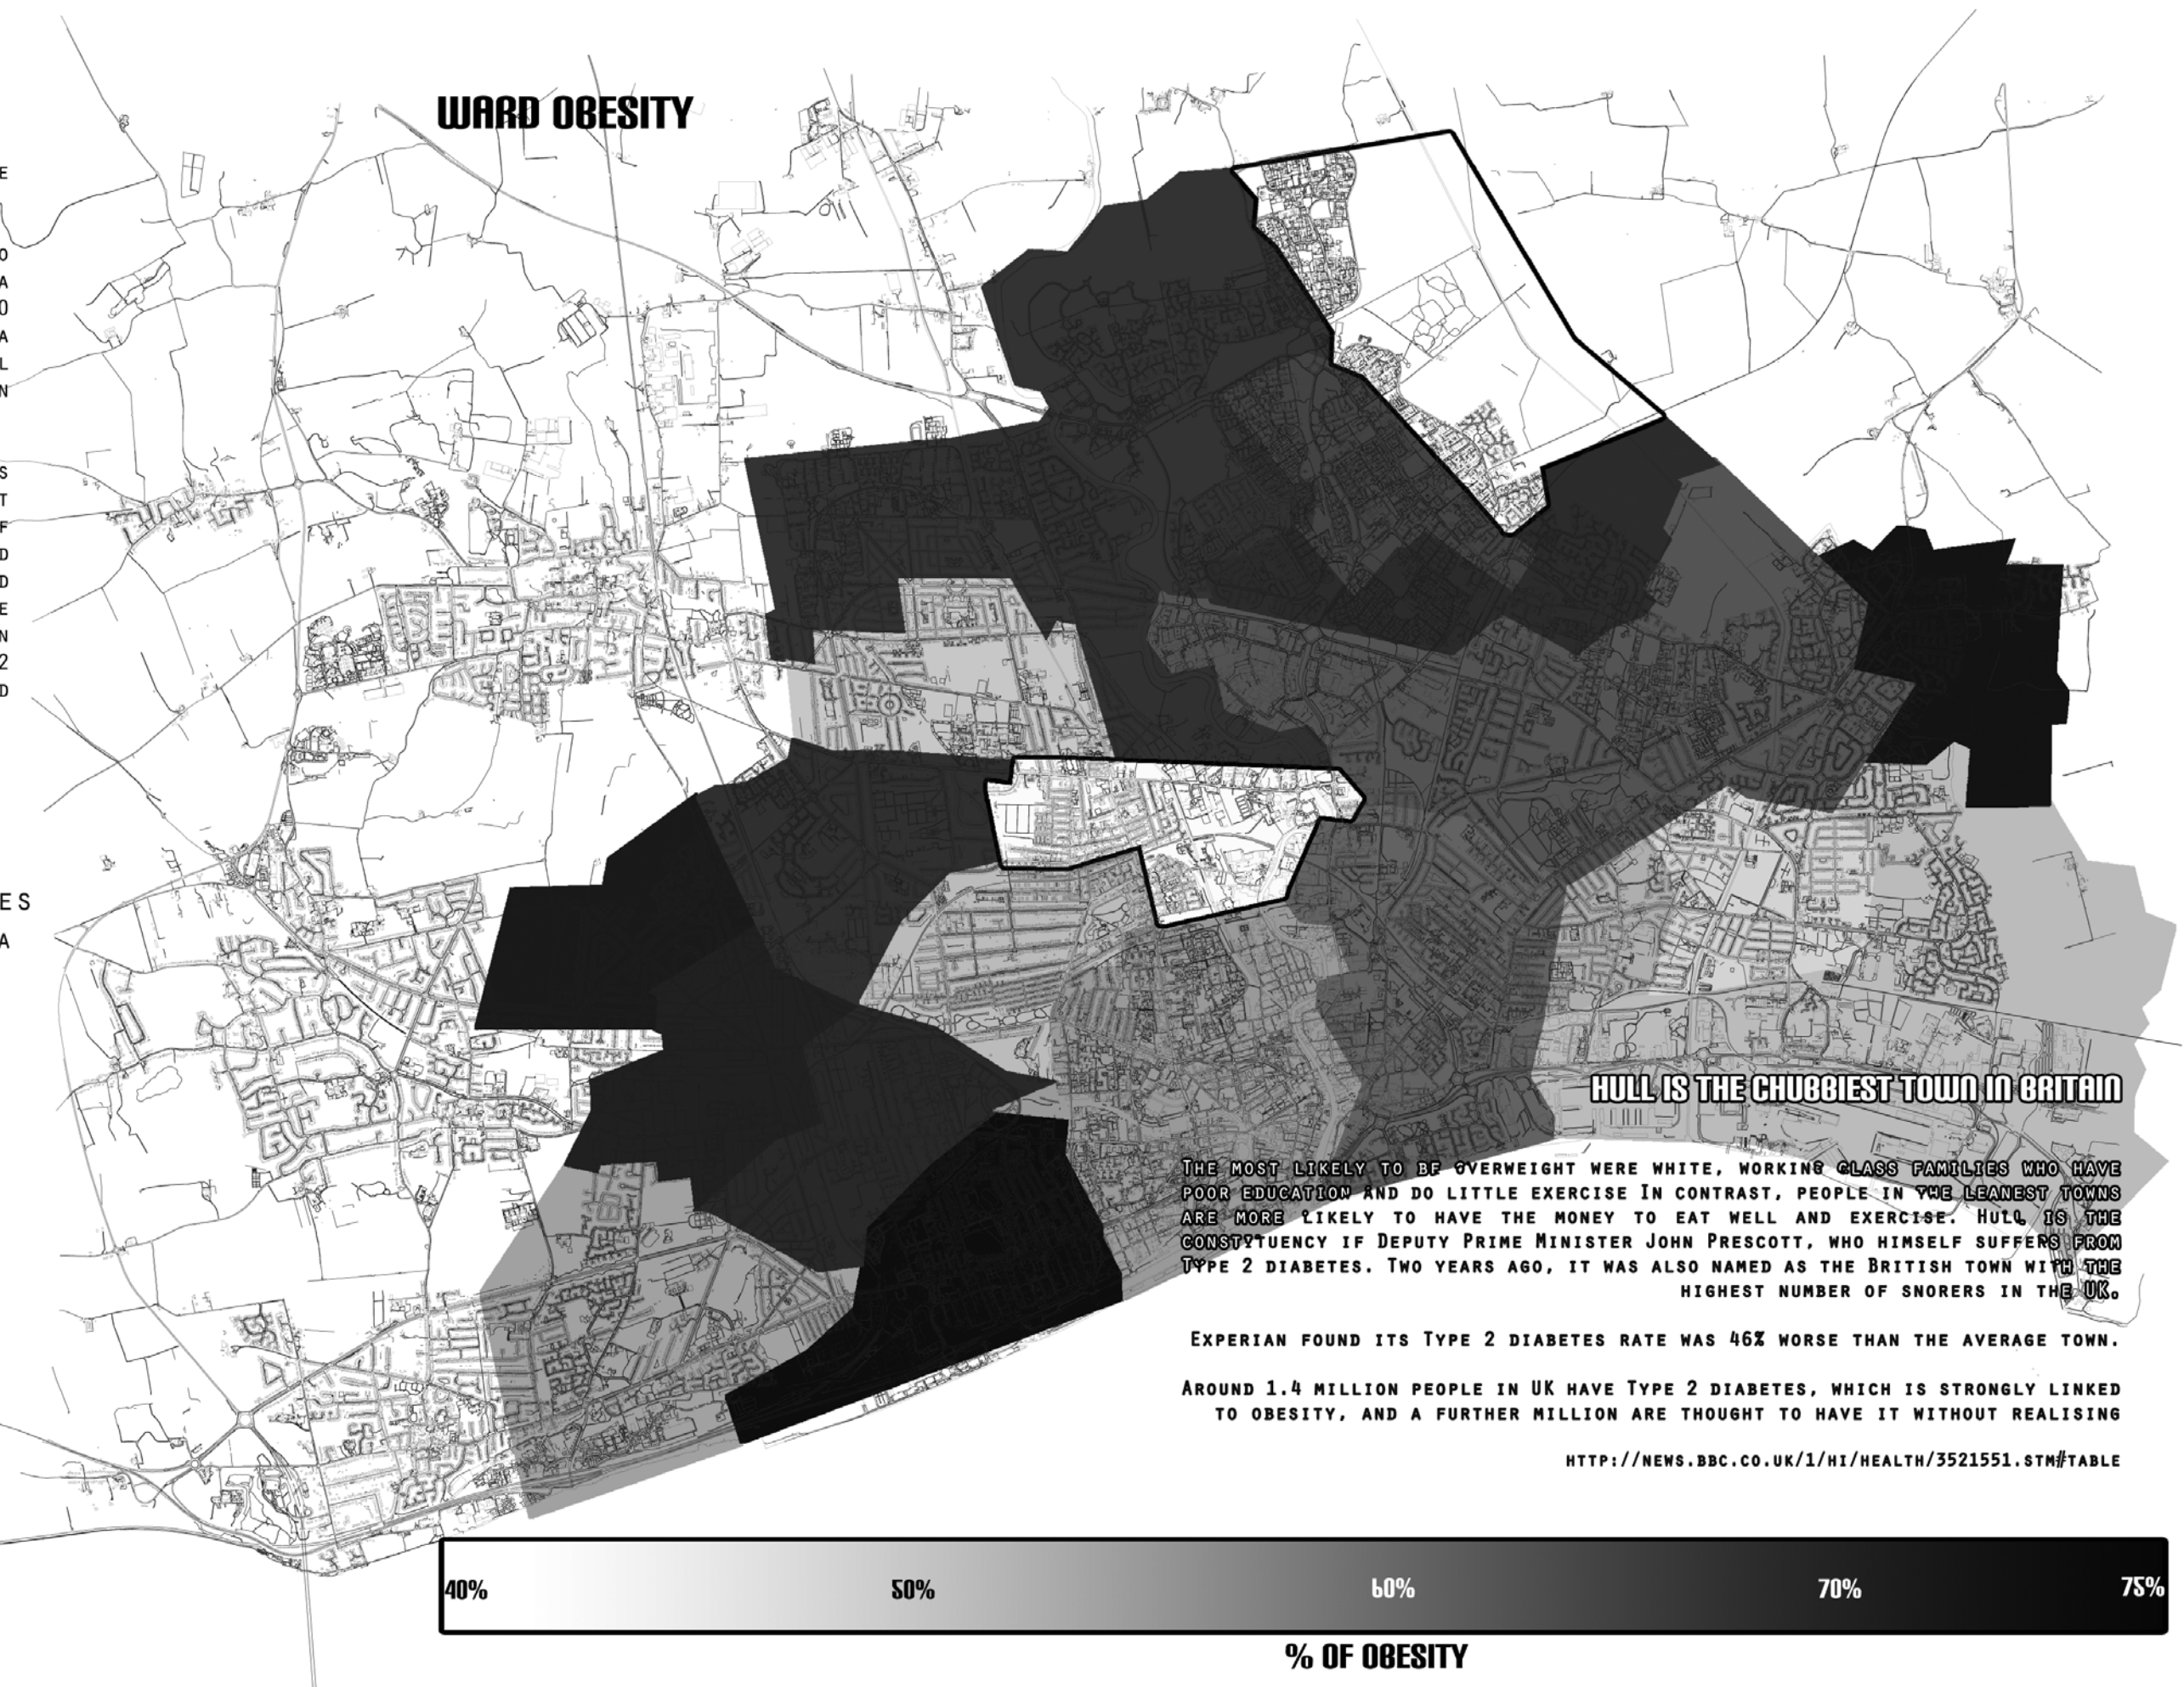 WARD OBESITY
E
O
A
O
A
L
N
S
T
F
D
D
E
N
2
D
ES
A
HULL IS THE CHUBBIEST TOWN IN BRITAIN
THE MOST LIKELY TO BE OVERWEIGHT WERE WHITE, WORKING CLASS FAMILIES WHO HAVE
POOR EDUCATION AND DO LITTLE EXERCISE IN CONTRAST, PEOPLE IN THE LEANEST TOWNS
ARE MORE LIKELY TO HAVE THE MONEY TO EAT WELL AND EXERCISE. HULL IS THE
CONSTITUENCY IF DEPUTY PRIME MINISTER JOHN PRESCOTT, WHO HIMSELF SUFFERS FROM
TYPE 2 DIABETES. TWO YEARS AGO, IT WAS ALSO NAMED AS THE BRITISH TOWN WITH THE
HIGHEST NUMBER OF SNORERS IN THE UK.
EXPERIAN FOUND ITS TYPE 2 DIABETES RATE WAS 46% WORSE THAN THE AVERAGE TOWN.
AROUND 1.4 MILLION PEOPLE IN UK HAVE TYPE 2 DIABETES, WHICH IS STRONGLY LINKED
TO OBESITY, AND A FURTHER MILLION ARE THOUGHT TO HAVE IT WITHOUT REALISING
HTTP://NEWS.BBC.CO.UK/1/HI/HEALTH/3521551.STM#TABLE
40% 50% 60% 70% 75%
% OF OBESITY